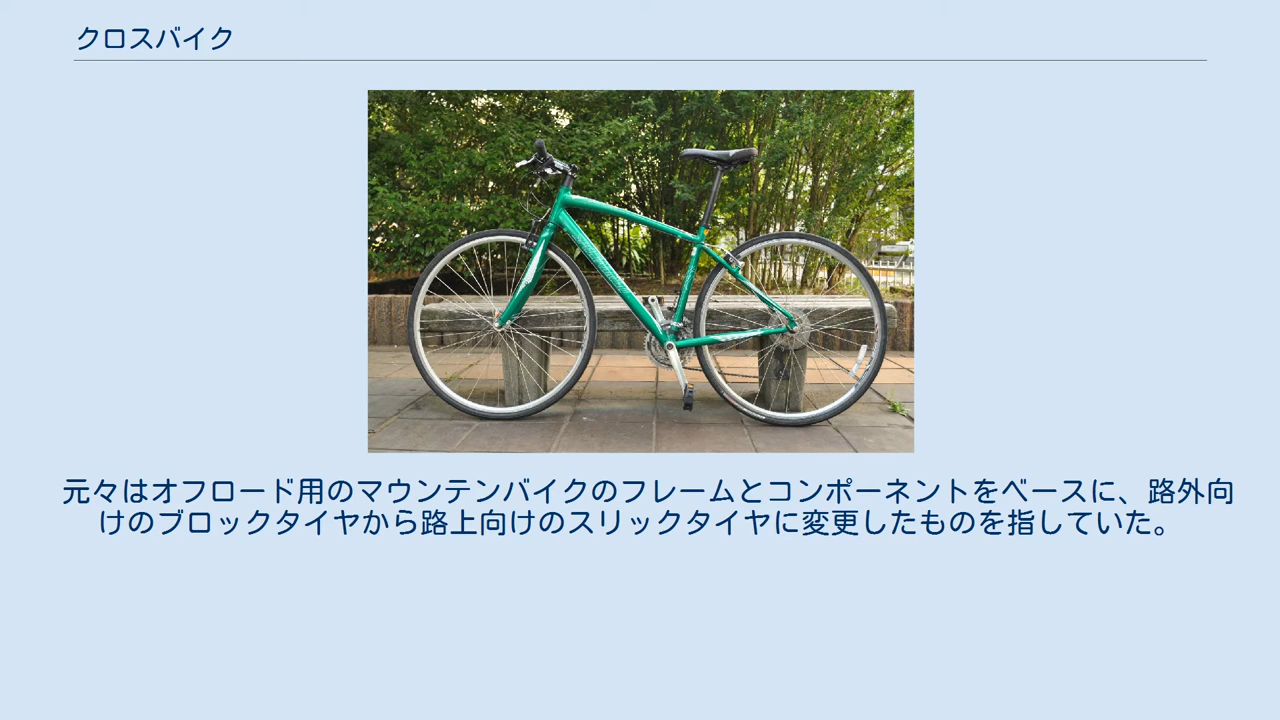 クロスバイク
元々はオフロード用のマウンテンバイクのフレームとコンポーネントをベースに、路外向
けのブロックタイヤから路上向けのスリックタイヤに変更したものを指していた。